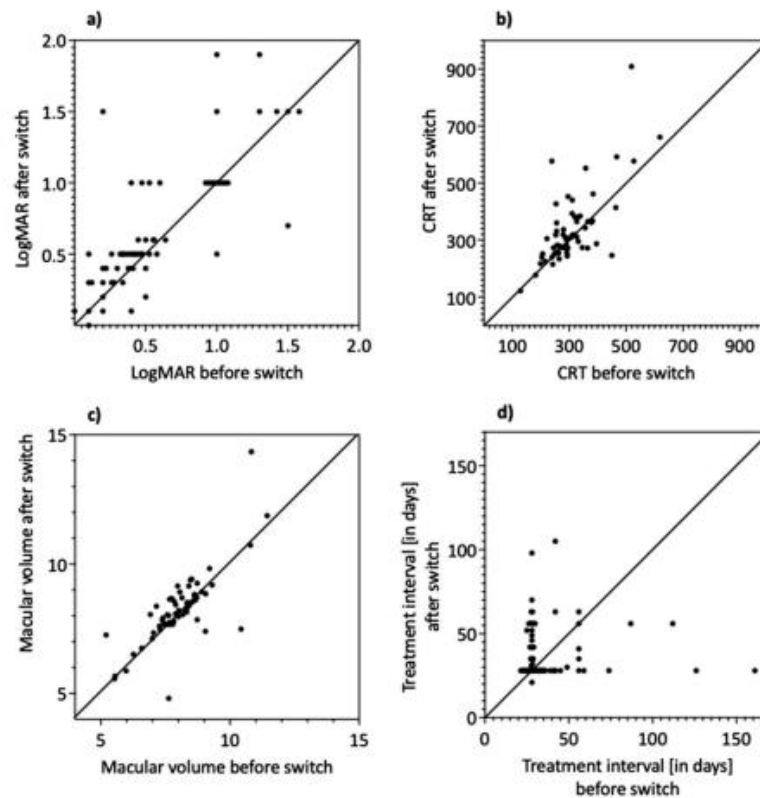 a)
2.0
1.5
1.0
0.5
0.5 1.0 1.5 2.0
LogMAR after switch
LogMAR before switch
b)
900
700
500
300
100
100 300 500 700 900
CRT after switch
CRT before switch
c)
15
10
5
5 10 15
Macular volume after switch
Macular volume before switch
d)
150
100
50
0
0 50 100 150
Treatment interval [in days]
after switch
Treatment interval [in days]
before switch